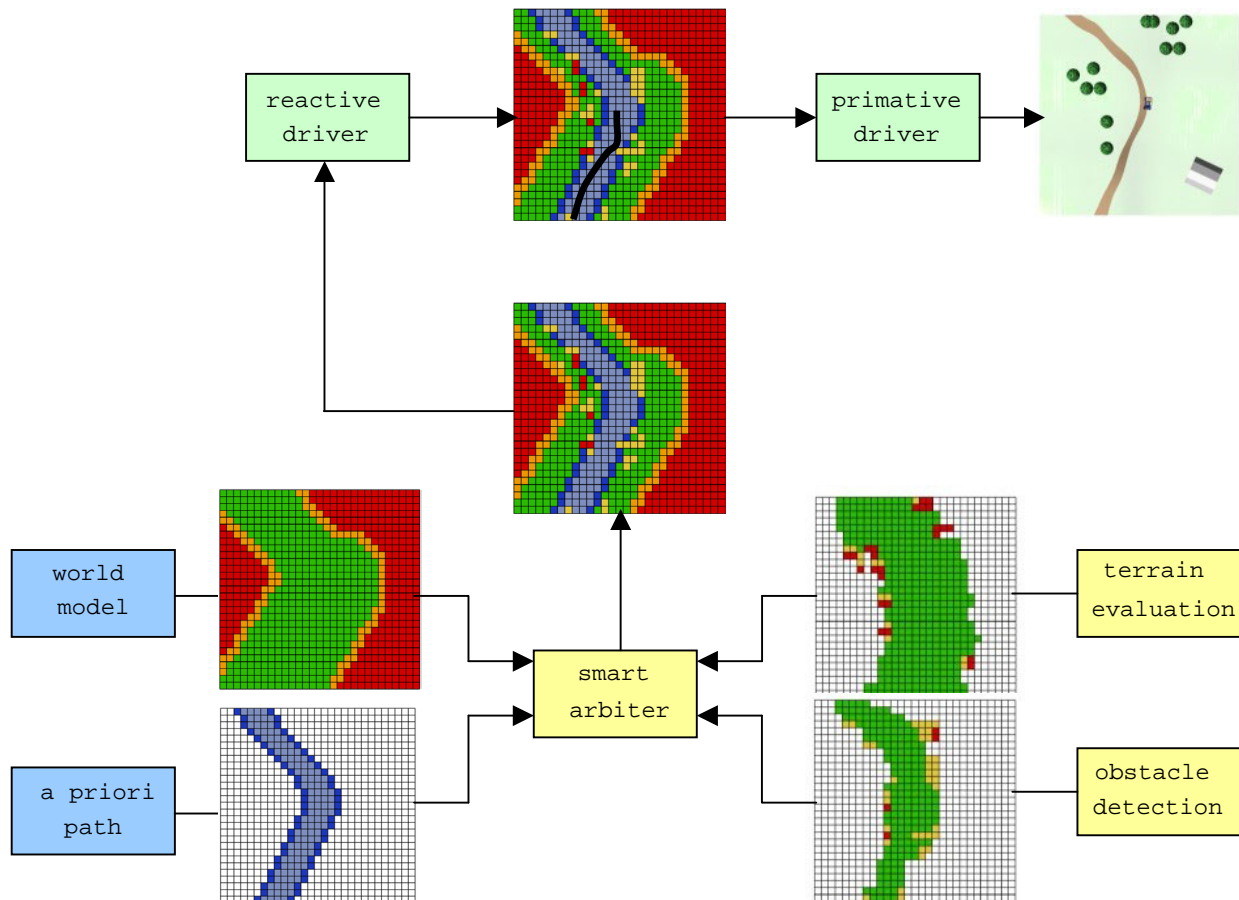 reactive
driver
primative
driver
world
model
terrain
evaluation
smart
arbiter
a priori
path
obstacle
detection